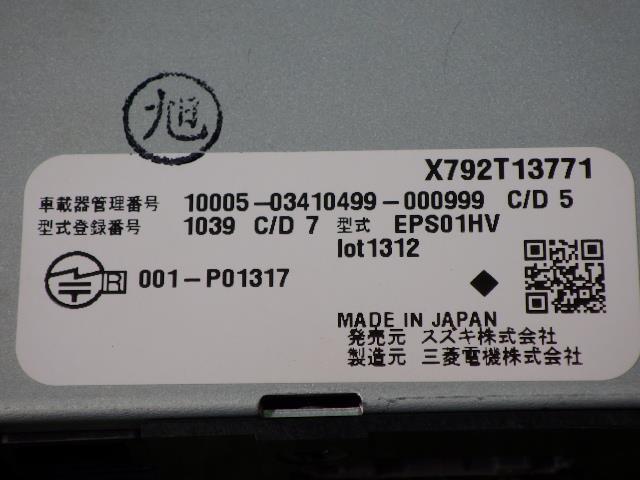 旭
X792T13771
車載器管理番号 10005-03410499-000999 C/D 5
型式登録番号 1039 C/D 7 型式 EPS01HV
lot1312
R 001-P01317
MADE IN JAPAN
発売元 スズキ株式会社
製造元 三菱電機株式会社